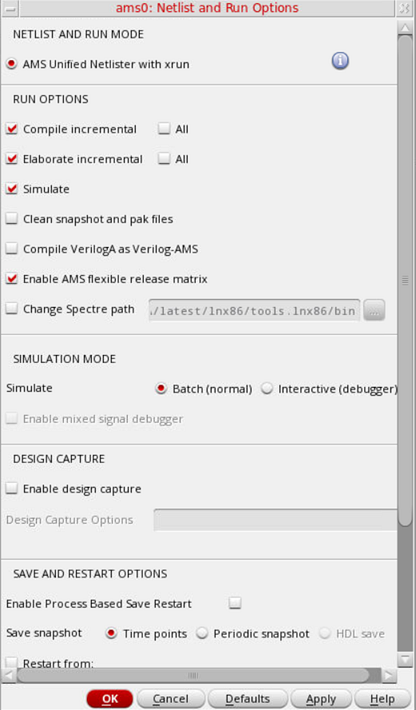 ams0: Netlist and Run Options
NETLIST AND RUN MODE
AMS Unified Netlister with xrun
RUN OPTIONS
Compile incremental All
Elaborate incremental All
Simulate
Clean snapshot and pak files
Compile VerilogA as Verilog-AMS
Enable AMS flexible release matrix
Change Spectre path ./latest/lnx86/tools.lnx86/bin ...
SIMULATION MODE
Simulate Batch (normal) Interactive (debugger)
Enable mixed signal debugger
DESIGN CAPTURE
Enable design capture
Design Capture Options
SAVE AND RESTART OPTIONS
Enable Process Based Save Restart
Save snapshot Time points Periodic snapshot HDL save
Restart from:
OK Cancel Defaults Apply Help